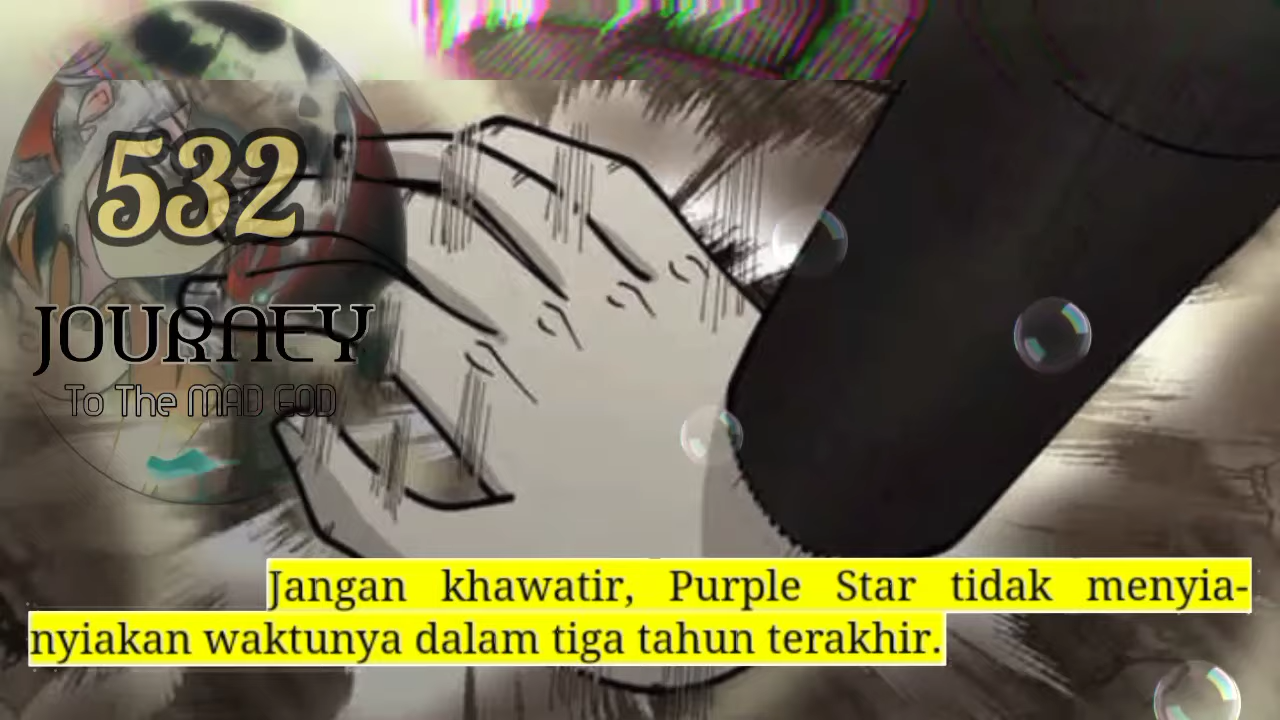 532
JOURNEY
To The MAD GOD
Jangan khawatir, Purple Star tidak menyia-
nyiakan waktunya dalam tiga tahun terakhir.